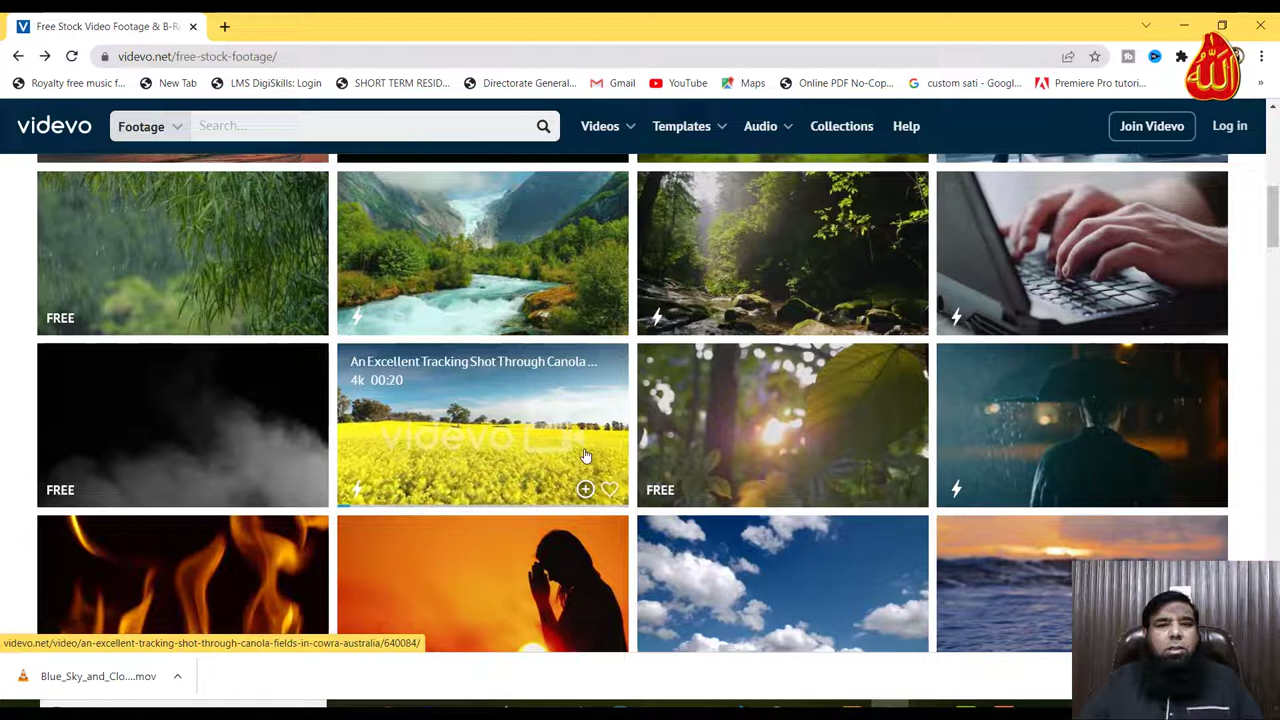 Free Stock Video Footage & B-Ro
videvo.net/free-stock-footage/
Royalty free music f...
New Tab
LMS DigiSkills: Login
SHORT TERM RESID...
Directorate General...
Gmail
YouTube
Maps
Online PDF No-Cop...
custom sati - Googl...
Premiere Pro tutori...
»
الله
videvo
Footage
Search...
Videos
Templates
Audio
Collections
Help
Join Videvo
Log in
FREE
An Excellent Tracking Shot Through Canola ...
4k 00:20
videvo
FREE
FREE
videvo.net/video/an-excellent-tracking-shot-through-canola-fields-in-cowra-australia/640084/
Blue_Sky_and_Clo....mov